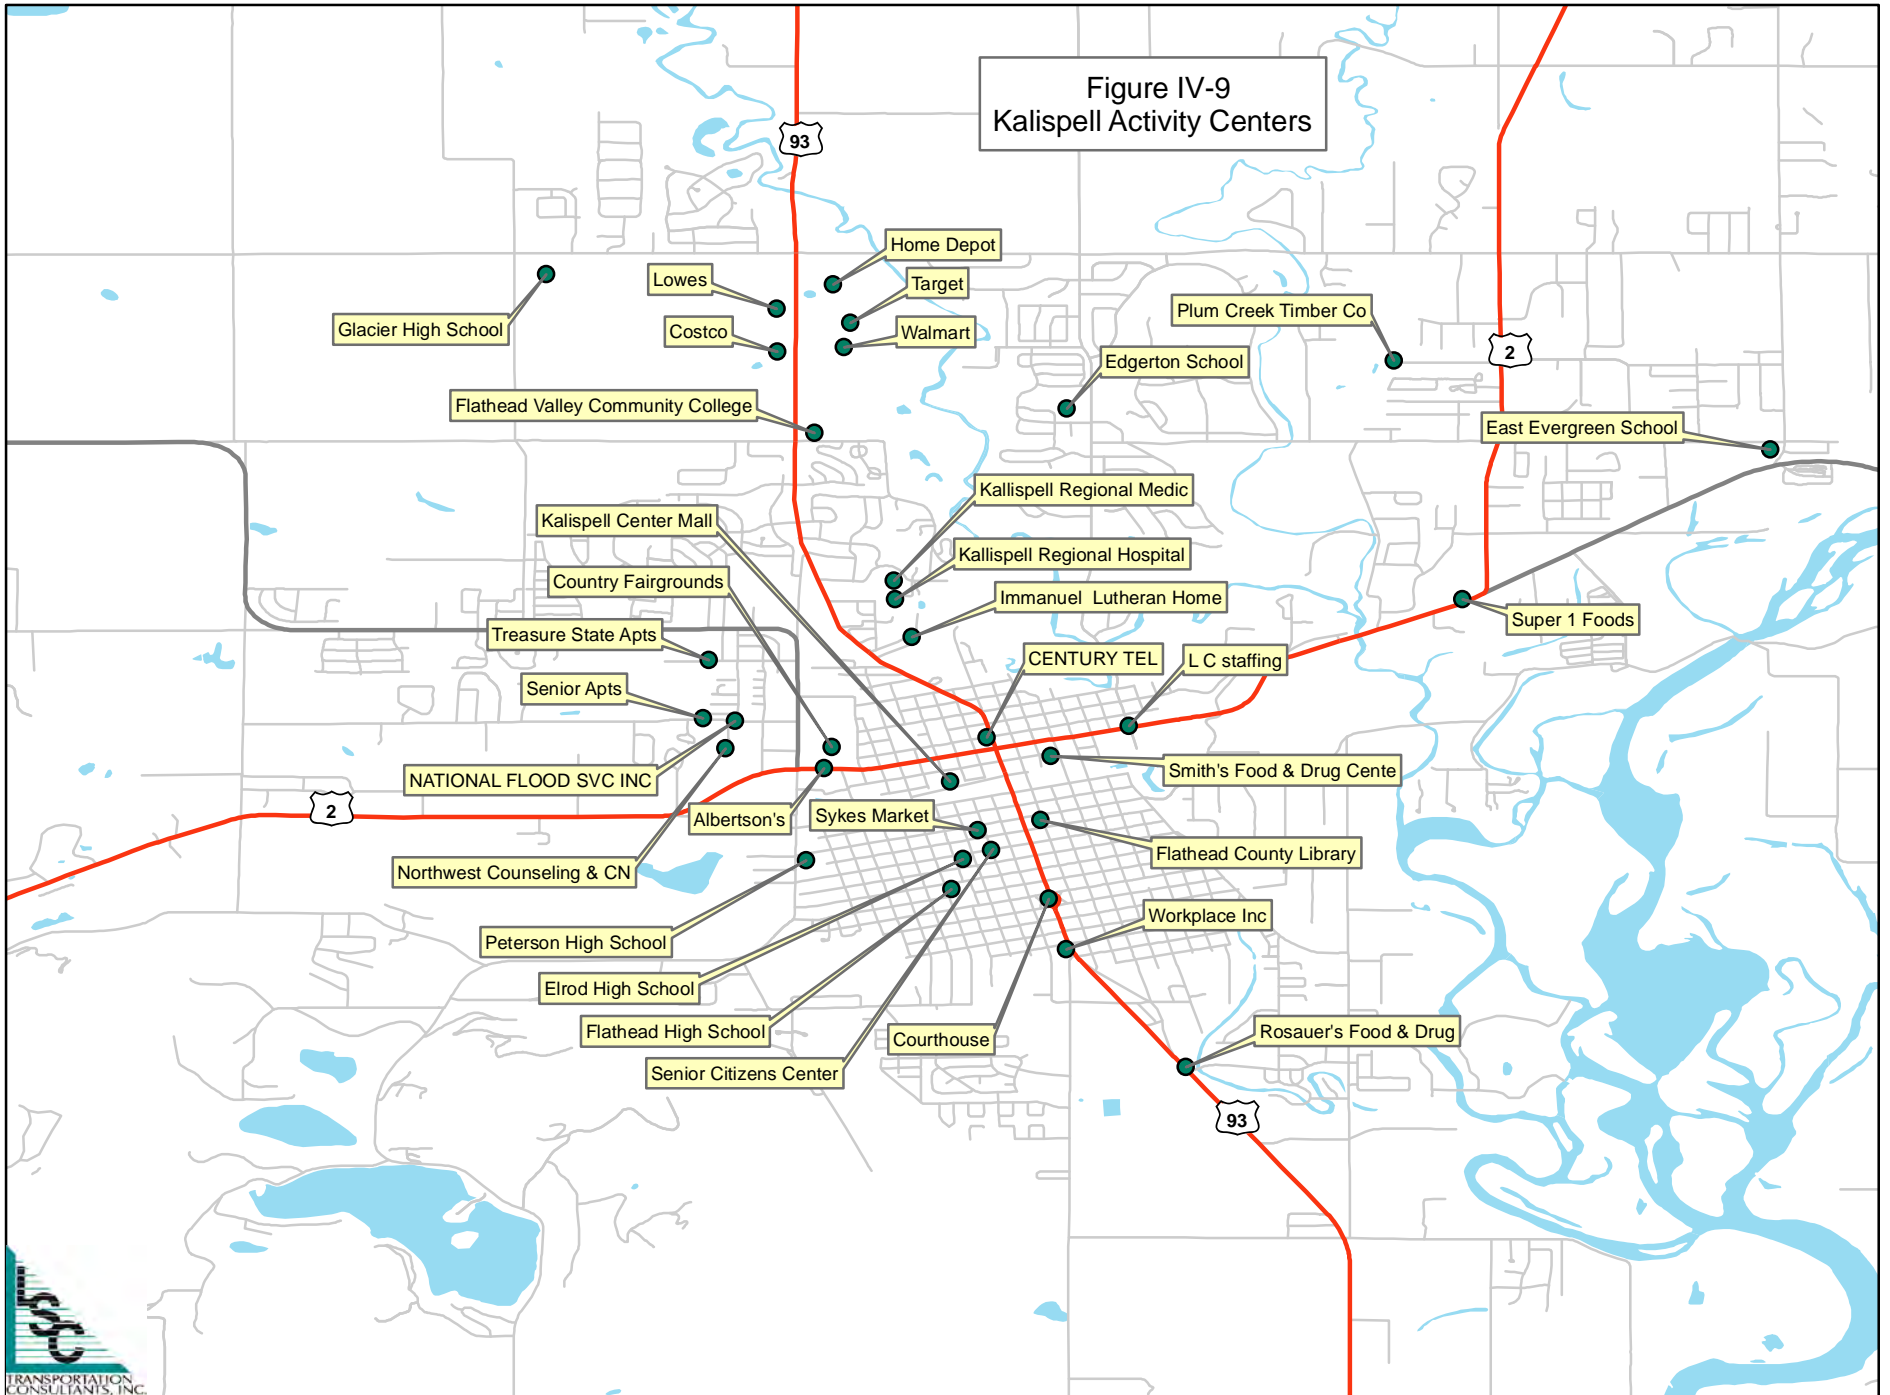 Figure IV-9
Kalispell Activity Centers
93
Home Depot
Lowes
Target
Glacier High School
Costco
Walmart
Plum Creek Timber Co
2
Edgerton School
Flathead Valley Community College
East Evergreen School
Kallispell Regional Medic
Kalispell Center Mall
Kallispell Regional Hospital
Country Fairgrounds
Immanuel  Lutheran Home
Super 1 Foods
Treasure State Apts
CENTURY TEL
L C staffing
Senior Apts
Smith's Food & Drug Cente
NATIONAL FLOOD SVC INC
2
Albertson's
Sykes Market
Flathead County Library
Northwest Counseling & CN
Workplace Inc
Peterson High School
Elrod High School
Flathead High School
Courthouse
Rosauer's Food & Drug
Senior Citizens Center
93
LSC
TRANSPORTATION
CONSULTANTS, INC.